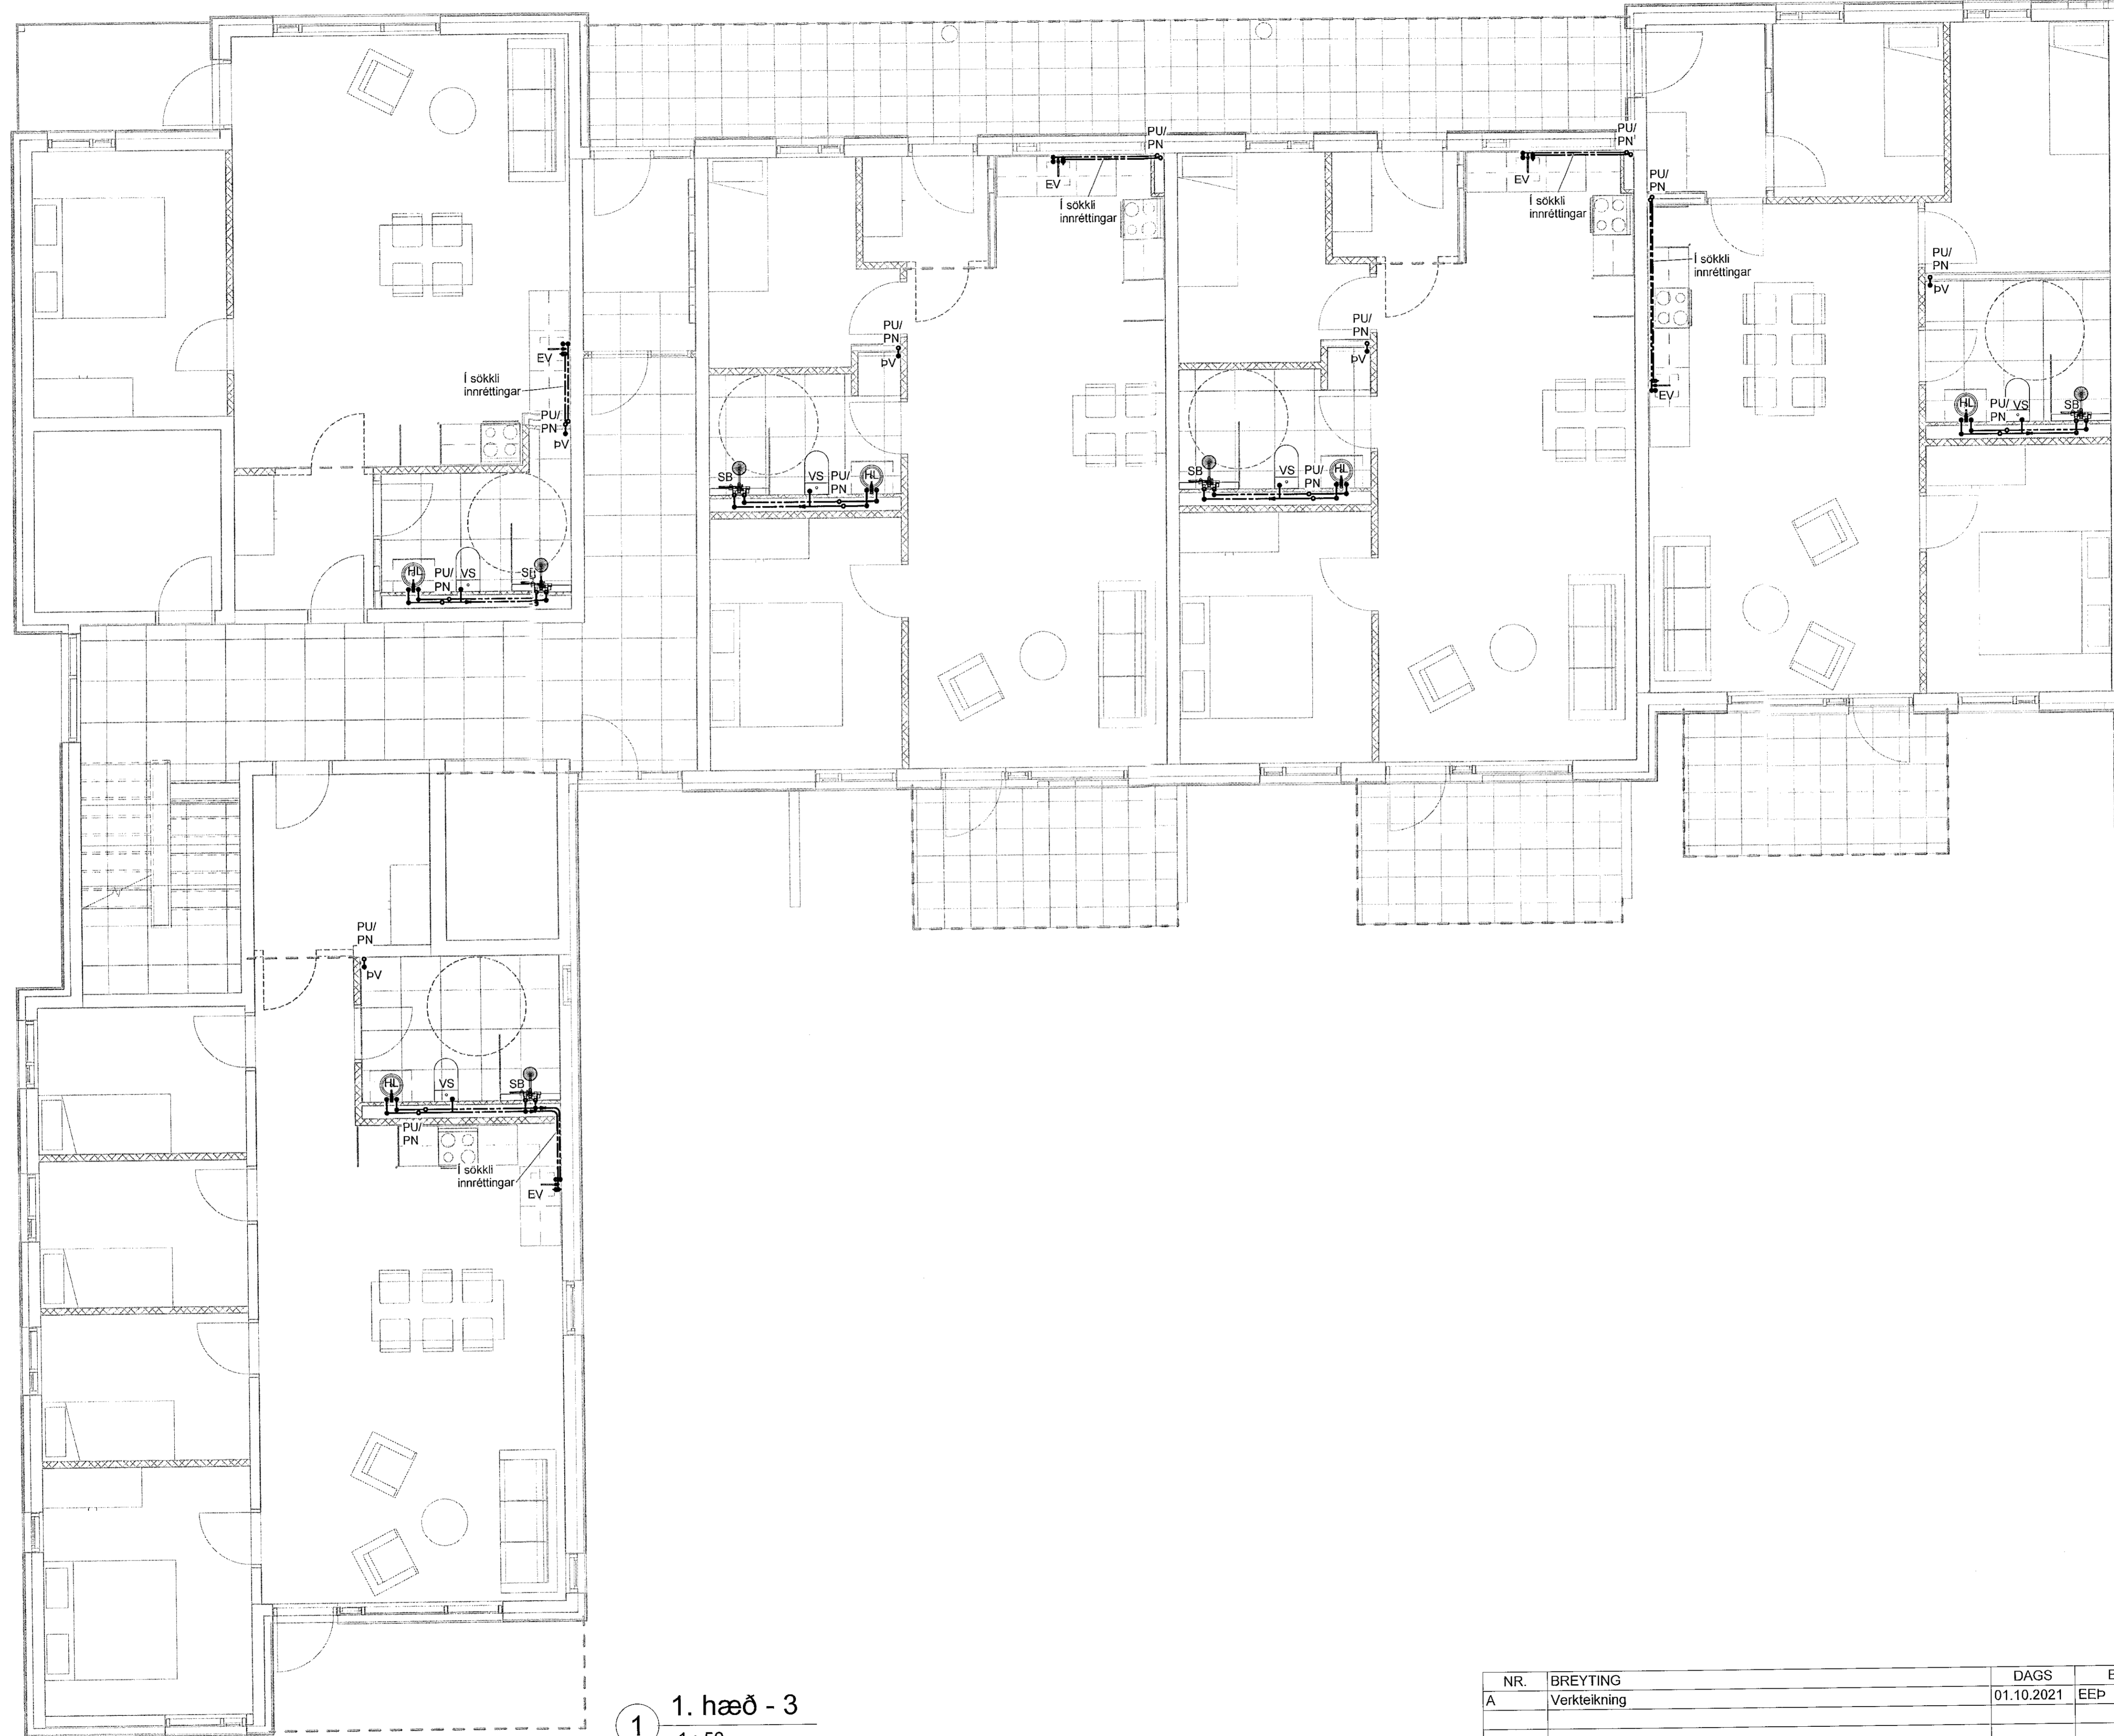 PU/
PN
PU/
PN
EV
Í sökkli
innréttingar
EV
Í sökkli
innréttingar
PU/
PN
Í sökkli
innréttingar
EV
PU/
PN
ÞV
HL
PU/
PN
VS
SB
PU/
PN
ÞV
PU/
PN
ÞV
EV
Í sökkli
innréttingar
PU/
PN
ÞV
SB
VS
PU/
PN
HL
SB
VS
PU/
PN
HL
HL
PU/
PN
VS
SB
PU/
PN
ÞV
HL
VS
SB
PU/
PN
Í sökkli
innréttingar
EV
1
1. hæð - 3
1 : 50
NR.
BREYTING
DAGS
A
Verkteikning
01.10.2021
EEÞ